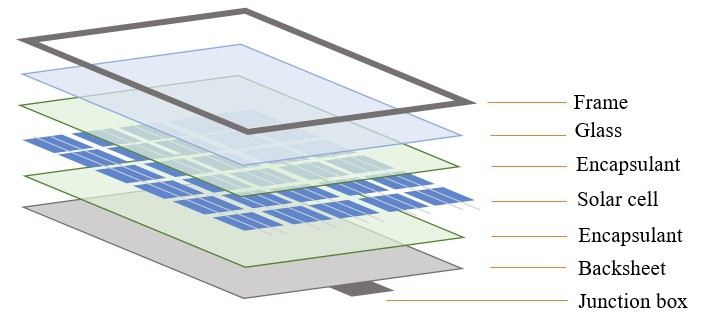 Frame
Glass
Encapsulant
Solar cell
Encapsulant
Backsheet
Junction box